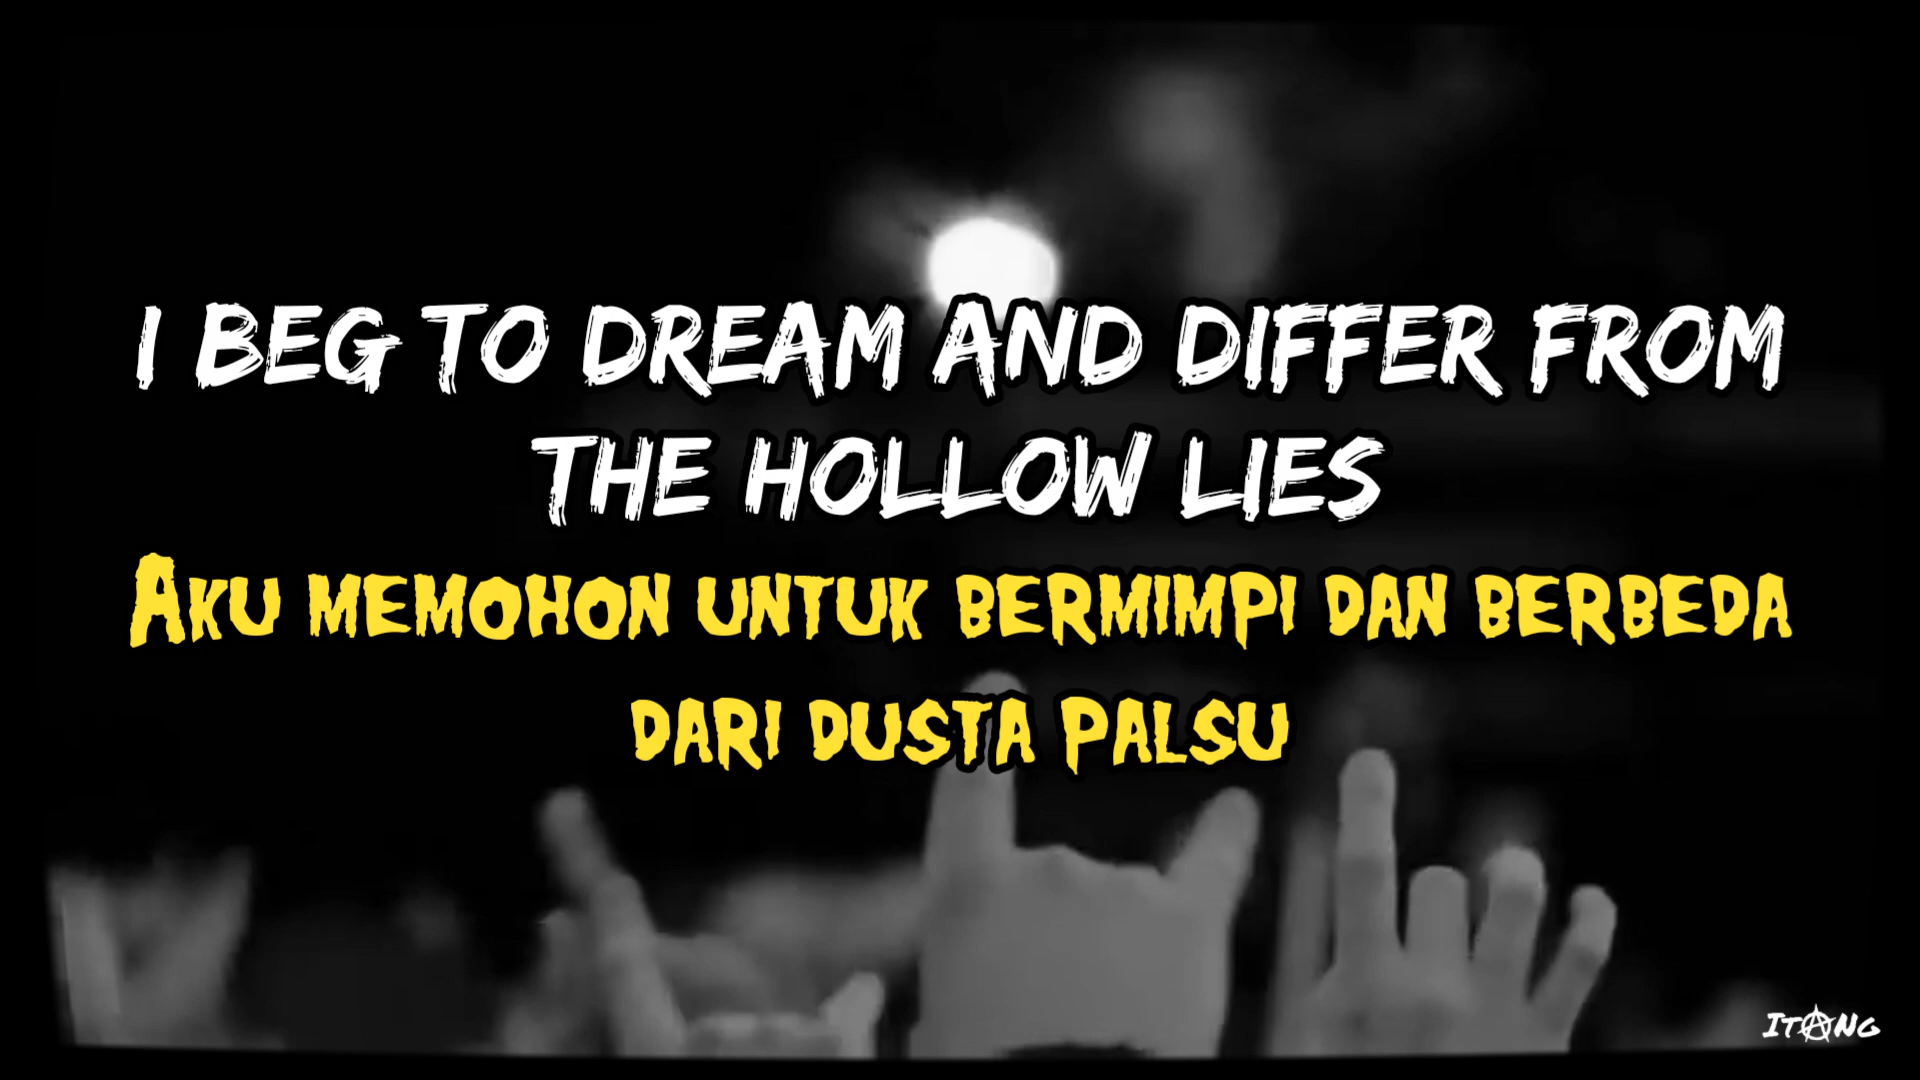 I BEG TO DREAM AND DIFFER FROM
THE HOLLOW LIES
AKU MEMOHON UNTUK BERMIMPI DAN BERBEDA
DARI DUSTA PALSU
ITANG